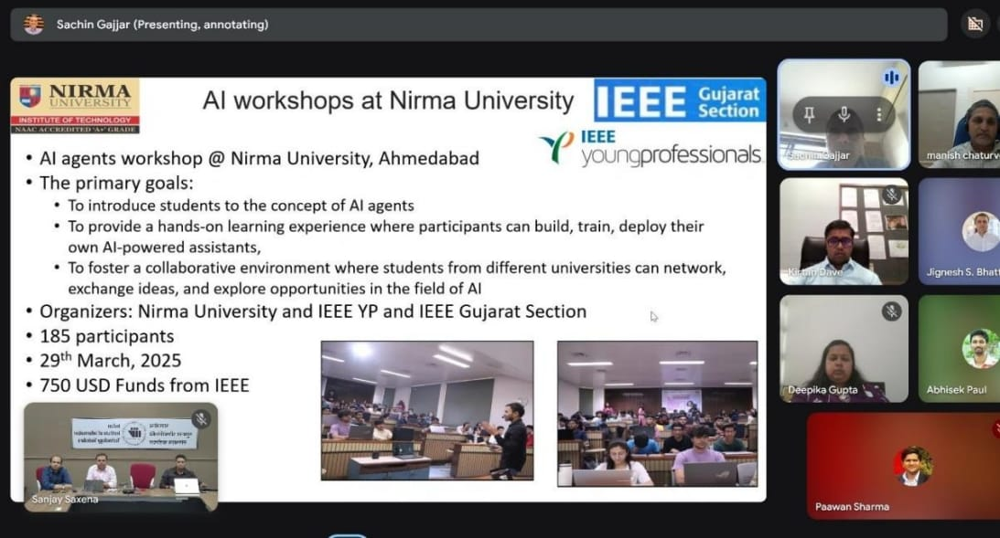 Sachin Gajjar (Presenting, annotating)
NIRMA
UNIVERSITY
INSTITUTE OF TECHNOLOGY
NAAC ACCREDITED 'A+' GRADE
AI workshops at Nirma University
IEEE Gujarat
Section
IEEE
youngprofessionals
• AI agents workshop @ Nirma University, Ahmedabad
• The primary goals:
• To introduce students to the concept of AI agents
• To provide a hands-on learning experience where participants can build, train, deploy their
own AI-powered assistants,
• To foster a collaborative environment where students from different universities can network,
exchange ideas, and explore opportunities in the field of AI
• Organizers: Nirma University and IEEE YP and IEEE Gujarat Section
• 185 participants
• 29th March, 2025
• 750 USD Funds from IEEE
Sanjay Saxena
Sachin Gajjar
manish chaturv
Kirtan Dave
Jignesh S. Bhatt
Deepika Gupta
Abhisek Paul
Paawan Sharma